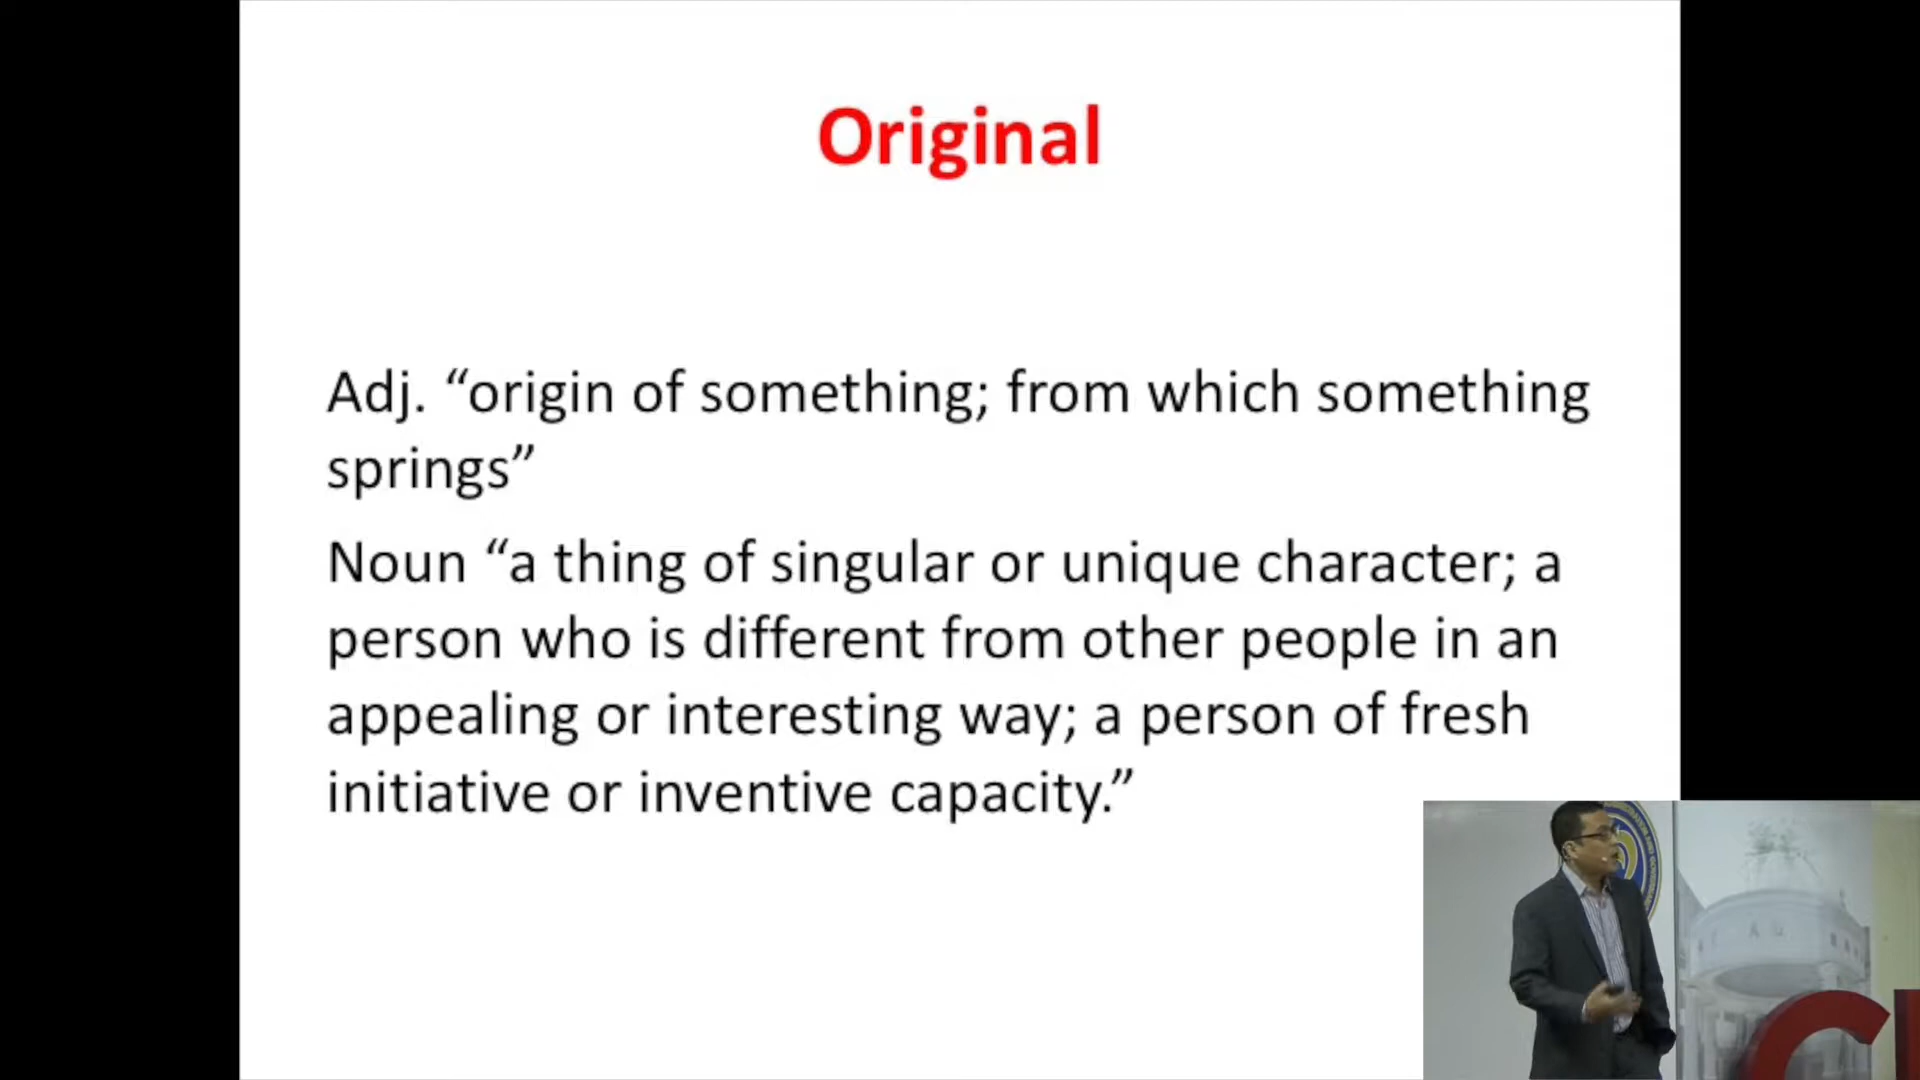 Original
Adj. “origin of something; from which something
springs”
Noun “a thing of singular or unique character; a
person who is different from other people in an
appealing or interesting way; a person of fresh
initiative or inventive capacity.”